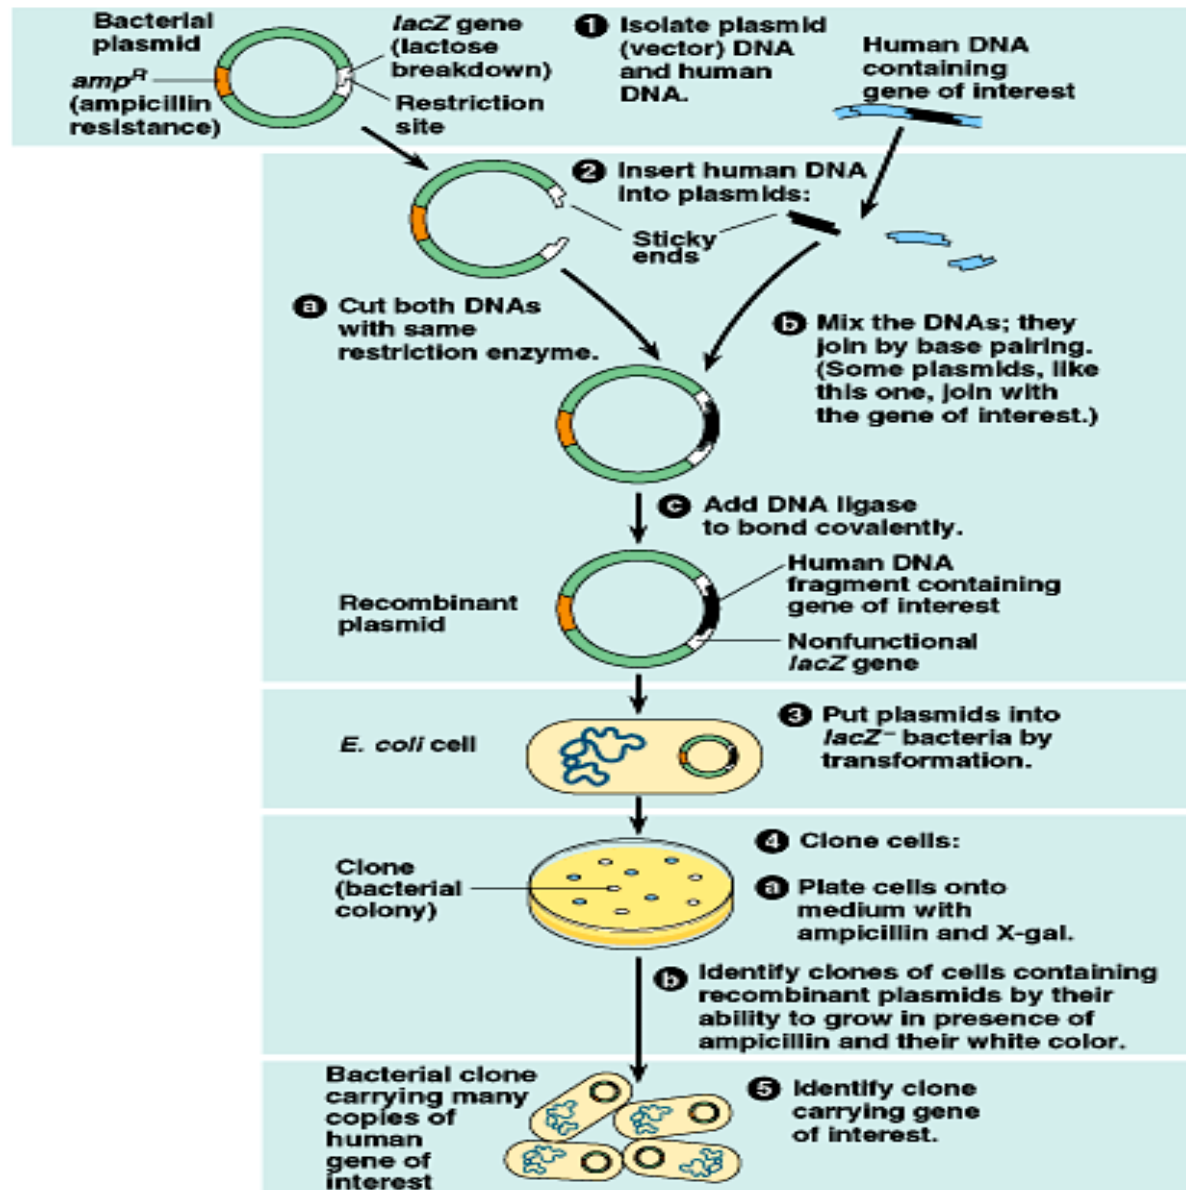 Bacterial
plasmid
ampR
(ampicillin
resistance)
lacZ gene
(lactose
breakdown)
Restriction
site
1 Isolate plasmid
(vector) DNA
and human
DNA.
Human DNA
containing
gene of interest
2 Insert human DNA
into plasmids:
Sticky
ends
a Cut both DNAs
with same
restriction enzyme.
b Mix the DNAs; they
join by base pairing.
(Some plasmids, like
this one, join with
the gene of interest.)
c Add DNA ligase
to bond covalently.
Recombinant
plasmid
Human DNA
fragment containing
gene of interest
Nonfunctional
lacZ gene
E. coli cell
3 Put plasmids into
lacZ– bacteria by
transformation.
Clone
(bacterial
colony)
4 Clone cells:
a Plate cells onto
medium with
ampicillin and X-gal.
b Identify clones of cells containing
recombinant plasmids by their
ability to grow in presence of
ampicillin and their white color.
Bacterial clone
carrying many
copies of
human
gene of
interest
5 Identify clone
carrying gene
of interest.